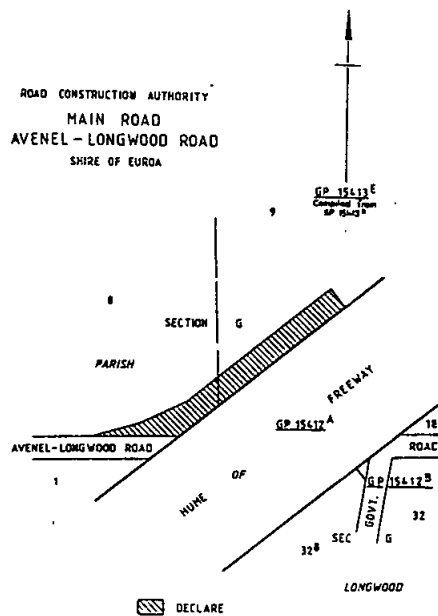 ROAD CONSTRUCTION AUTHORITY
MAIN ROAD
AVENEL-LONGWOOD ROAD
SHIRE OF EUROA
GP 15413E
Compiled from
GP 15413B
9
8
SECTION G
PARISH
FREEWAY
GP 15412A
AVENEL-LONGWOOD ROAD
18
ROAD
1
HUME OF
GP 15412B
GOVT.
32
SEC G
32B
LONGWOOD
DECLARE